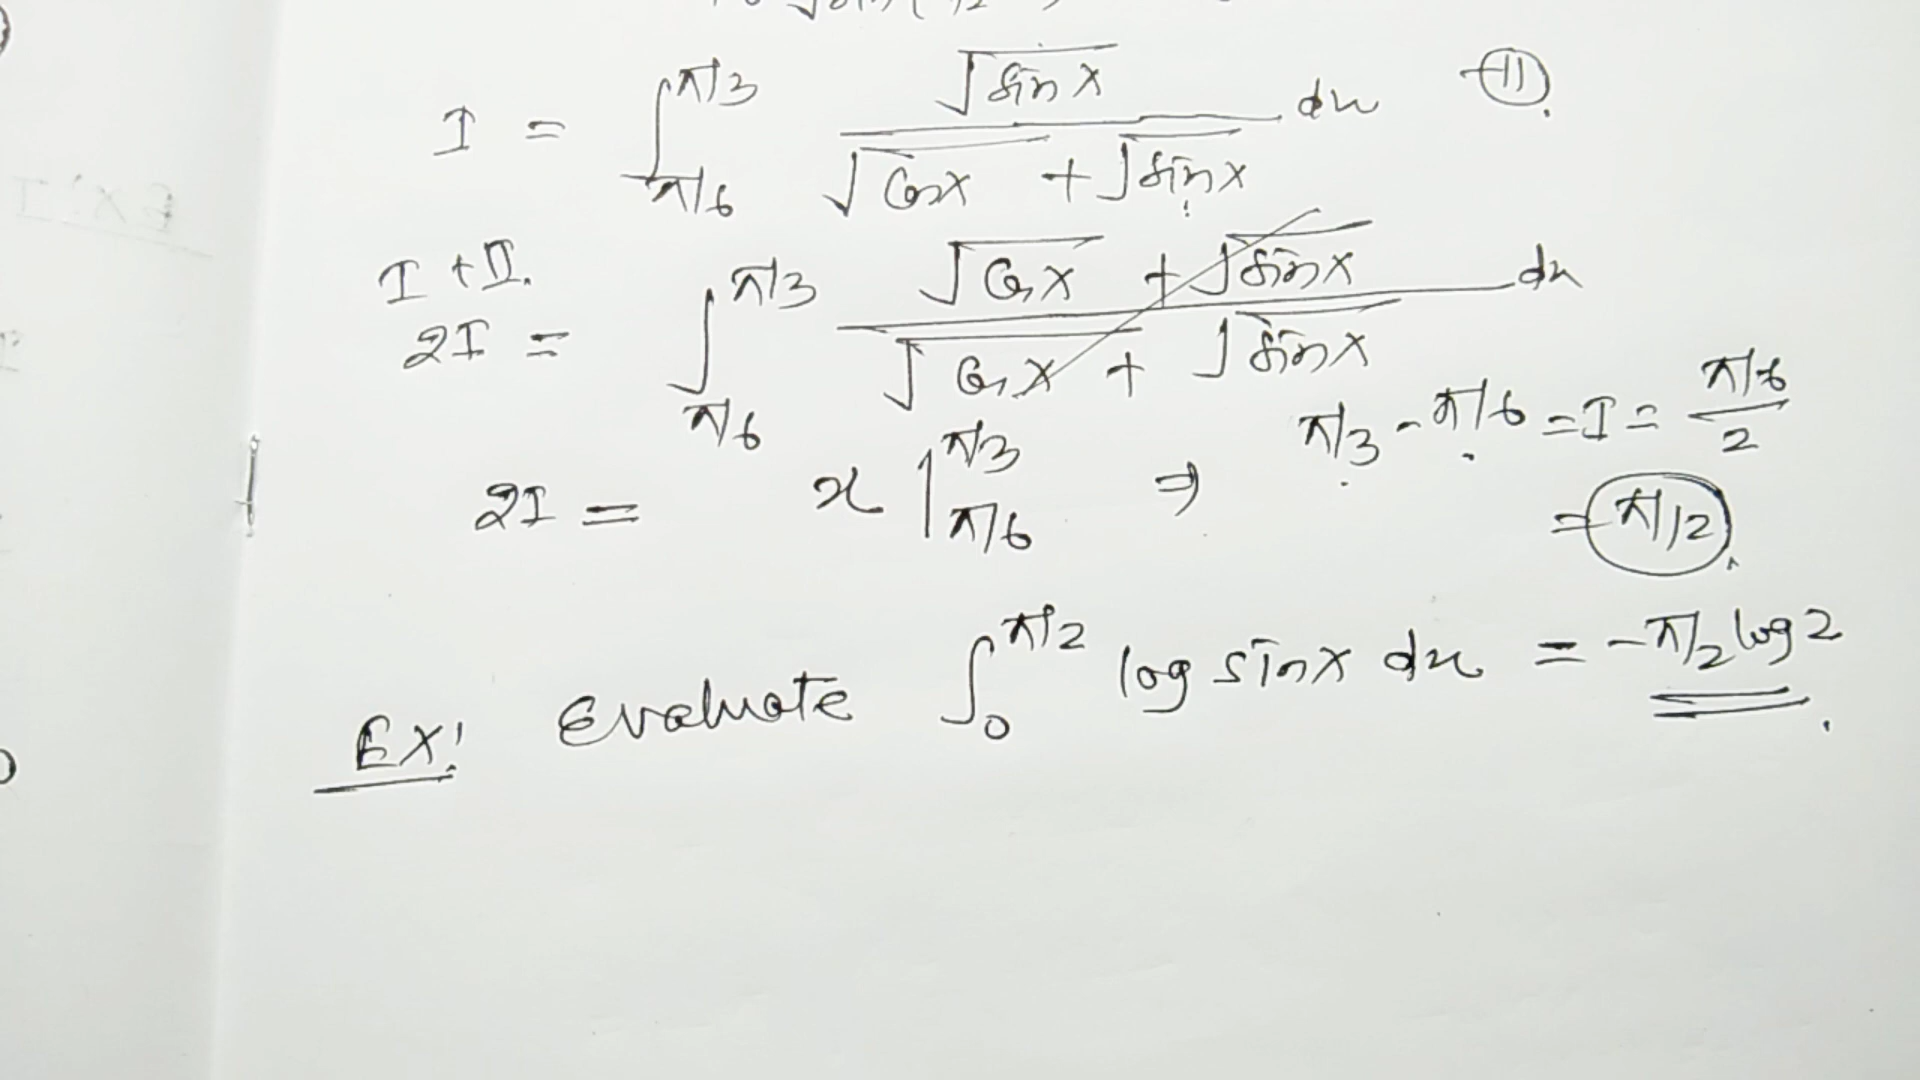 I = ∫_{π/6}^{π/3} √sin x / (√cos x + √sin x) dx —(II).
I + II.
2I = ∫_{π/6}^{π/3} (√cos x + √sin x) / (√cos x + √sin x) dx
2I = x |_{π/6}^{π/3} ⇒ π/3 - π/6 = I = (π/6)/2
= π/12.
EX: Evaluate ∫_0^{π/2} log sin x dx = -π/2 log 2.